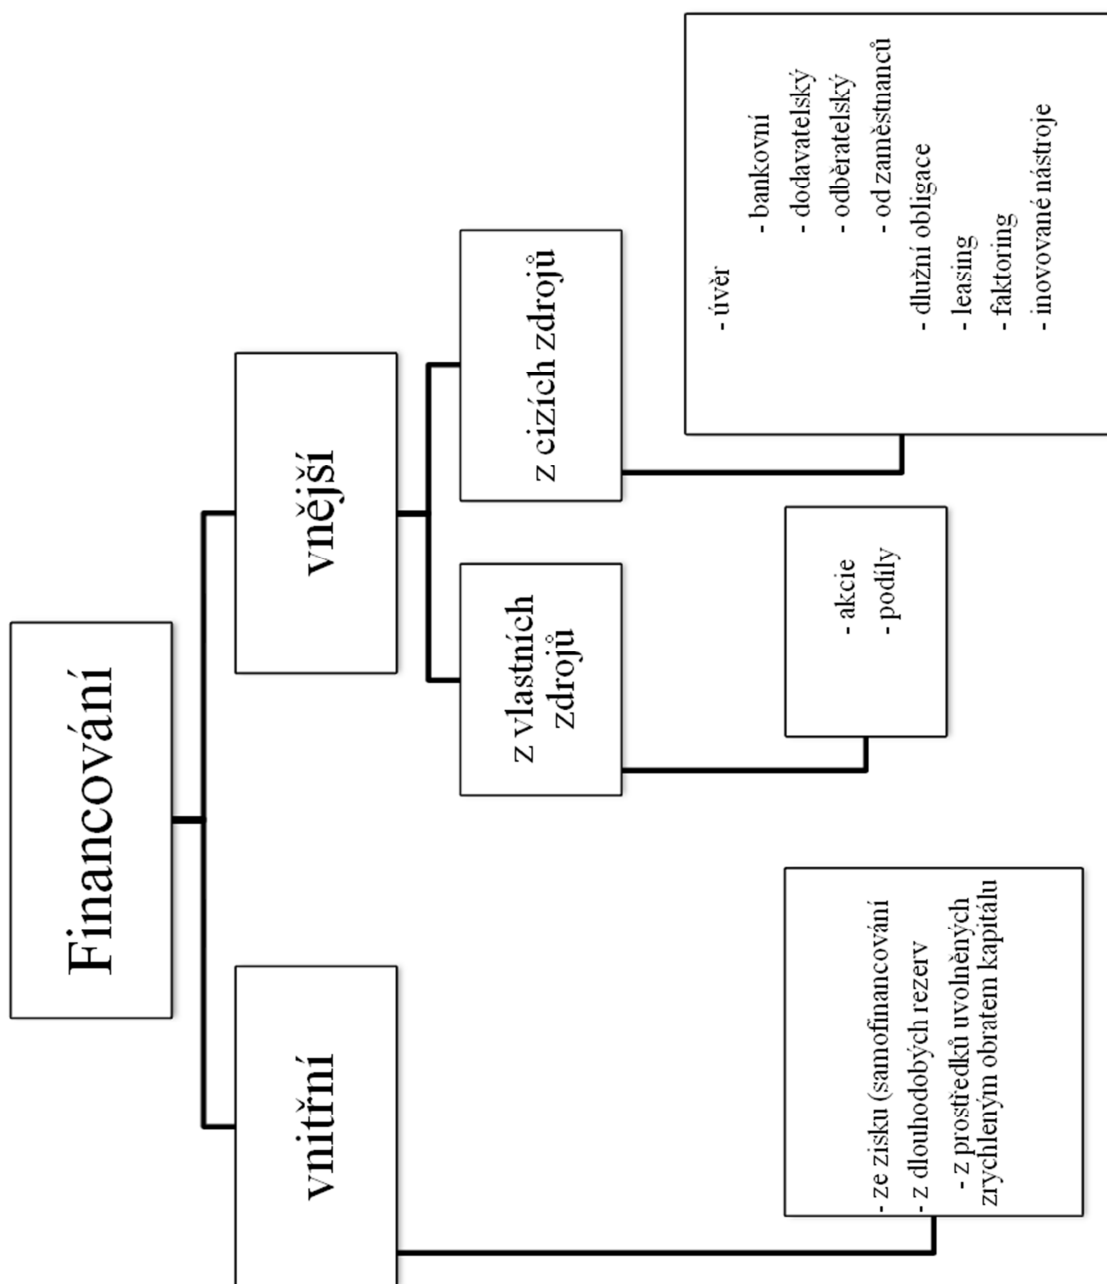 Financování
vnitřní
vnější
z vlastních
zdrojů
z cizích zdrojů
- ze zisku (samofinancování
- z dlouhodobých rezerv
- z prostředků uvolněných
zrychleným obratem kapitálu
- akcie
- podíly
- úvěr
- bankovní
- dodavatelský
- odběratelský
- od zaměstnanců
- dlužní obligace
- leasing
- faktoring
- inovované nástroje